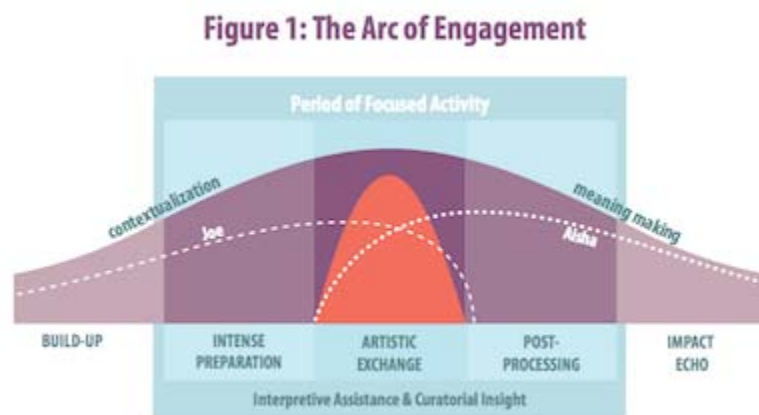 Figure 1: The Arc of Engagement
Period of Focused Activity
contextualization
meaning making
Joe
Aisha
BUILD-UP
INTENSE
PREPARATION
ARTISTIC
EXCHANGE
POST-
PROCESSING
IMPACT
ECHO
Interpretive Assistance & Curatorial Insight